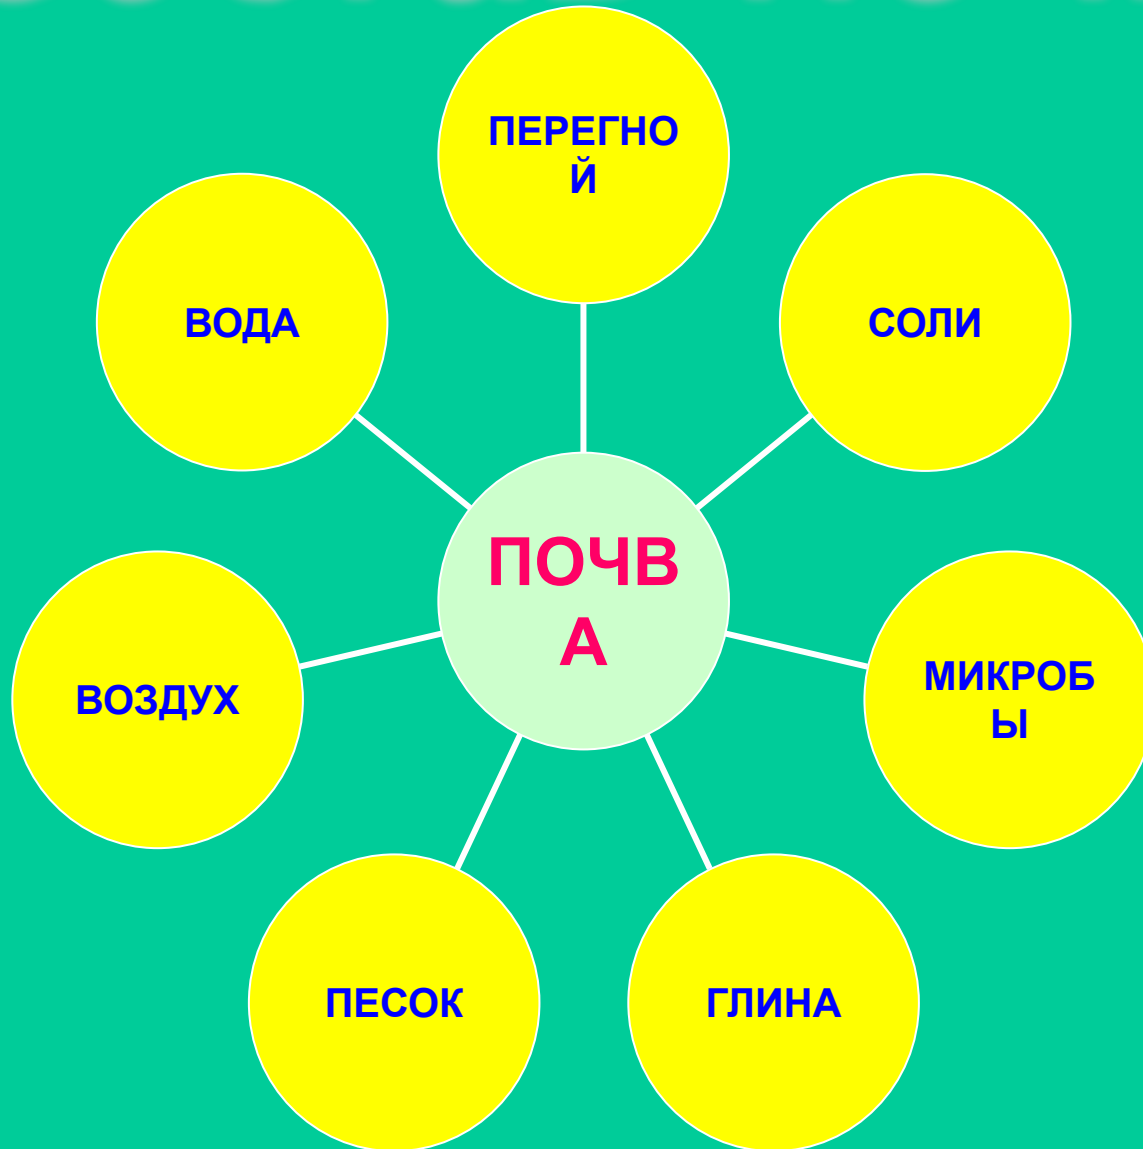 ПЕРЕГНО
Й
ВОДА
СОЛИ
ПОЧВ
А
ВОЗДУХ
МИКРОБ
Ы
ПЕСОК
ГЛИНА